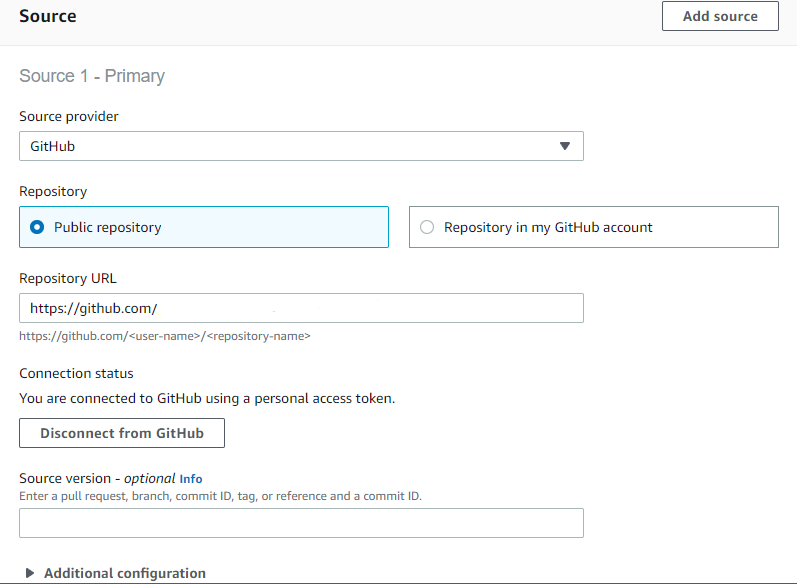 Source
Add source
Source 1 - Primary
Source provider
GitHub
Repository
Public repository
Repository in my GitHub account
Repository URL
https://github.com/
https://github.com/<user-name>/<repository-name>
Connection status
You are connected to GitHub using a personal access token.
Disconnect from GitHub
Source version - optional Info
Enter a pull request, branch, commit ID, tag, or reference and a commit ID.
Additional configuration